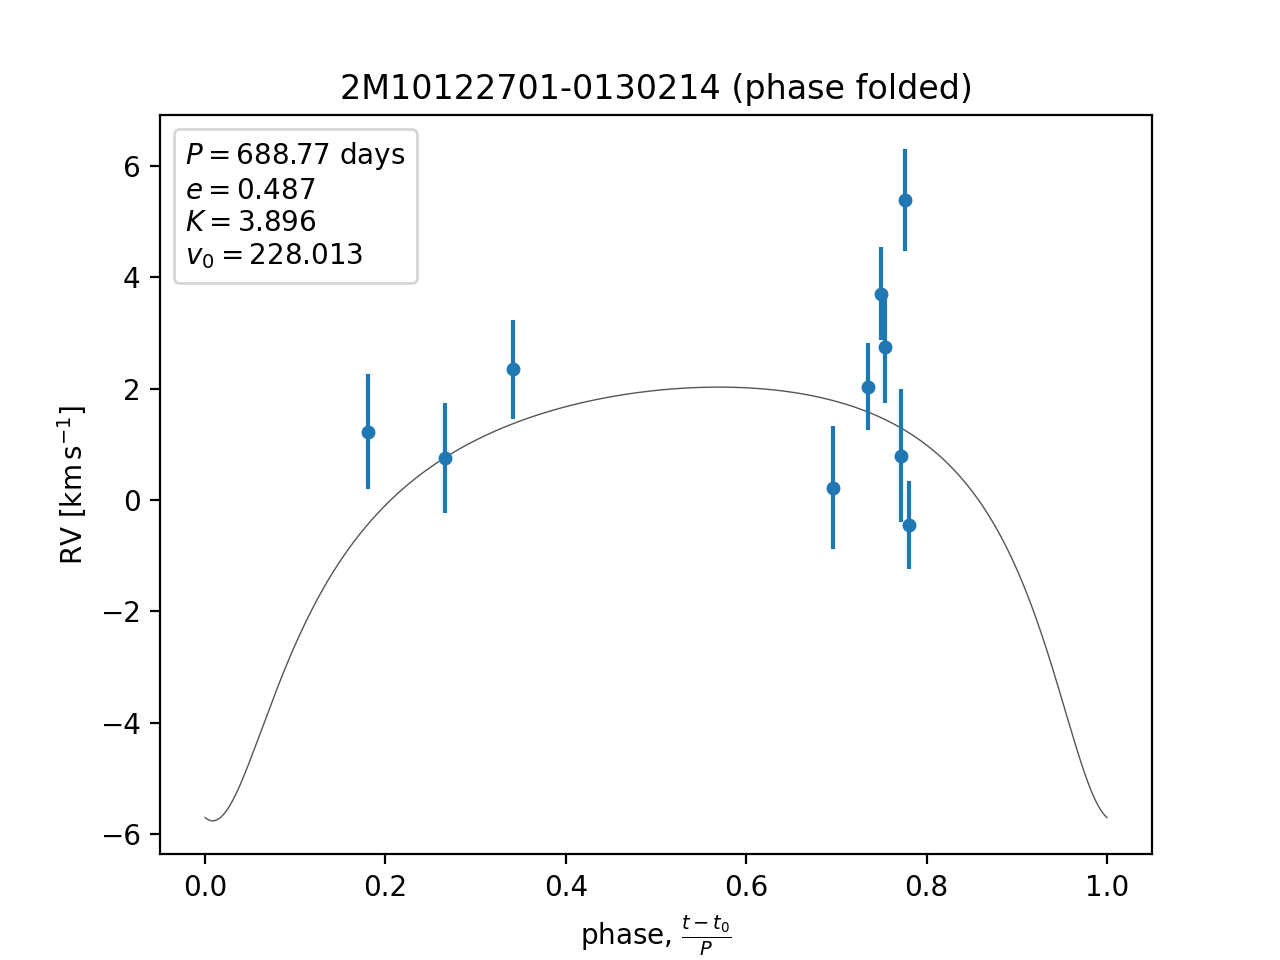 2M10122701-0130214 (phase folded)
P = 688.77 days
e = 0.487
K = 3.896
v₀ = 228.013
6
4
2
0
−2
−4
−6
RV [km s⁻¹]
0.0 0.2 0.4 0.6 0.8 1.0
phase, (t − t₀)/P